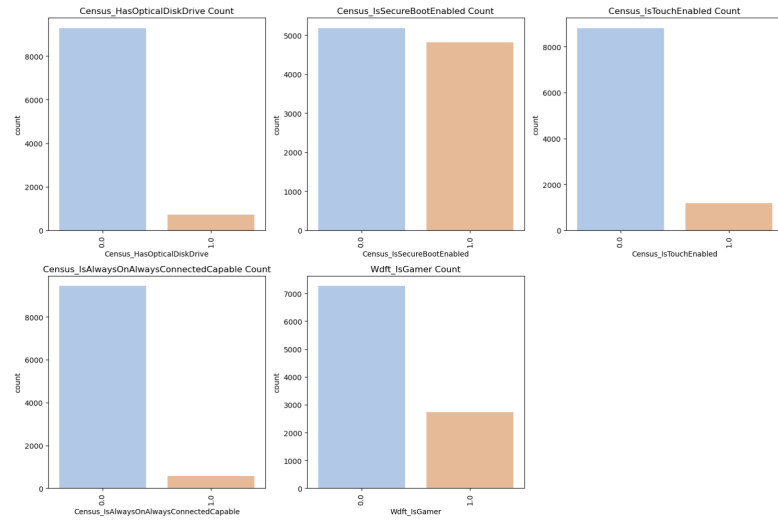 Census_HasOpticalDiskDrive Count
count
8000
6000
4000
2000
0
0.0
1.0
Census_HasOpticalDiskDrive
Census_IsSecureBootEnabled Count
count
5000
4000
3000
2000
1000
0
0.0
1.0
Census_IsSecureBootEnabled
Census_IsTouchEnabled Count
count
8000
6000
4000
2000
0
0.0
1.0
Census_IsTouchEnabled
Census_IsAlwaysOnAlwaysConnectedCapable Count
count
8000
6000
4000
2000
0
0.0
1.0
Census_IsAlwaysOnAlwaysConnectedCapable
Wdft_IsGamer Count
count
7000
6000
5000
4000
3000
2000
1000
0
0.0
1.0
Wdft_IsGamer